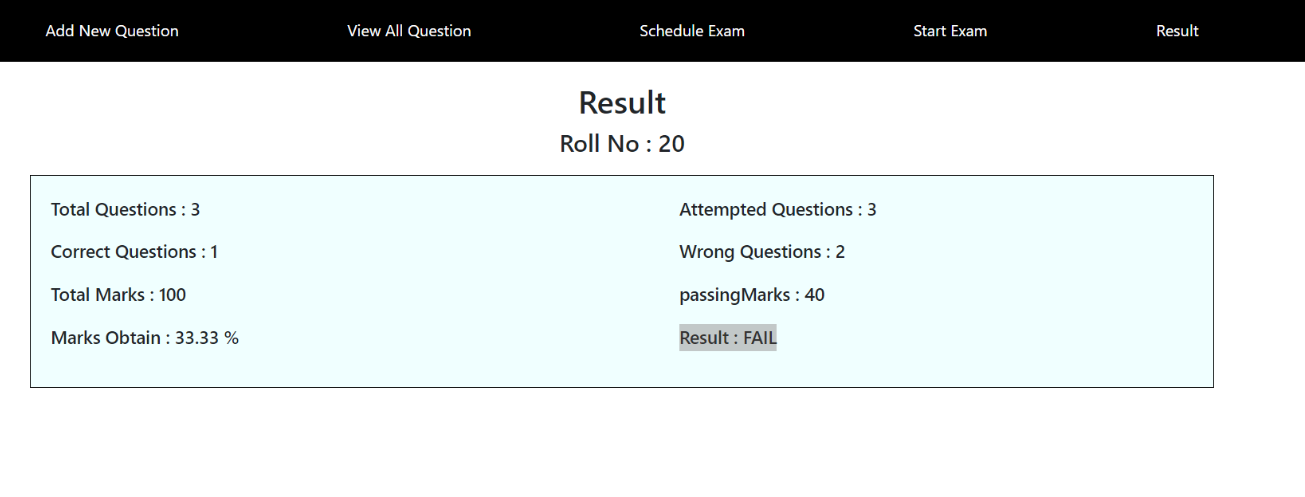 Add New Question View All Question Schedule Exam Start Exam Result
Result
Roll No : 20
Total Questions : 3 Attempted Questions : 3
Correct Questions : 1 Wrong Questions : 2
Total Marks : 100 passingMarks : 40
Marks Obtain : 33.33 % Result : FAIL